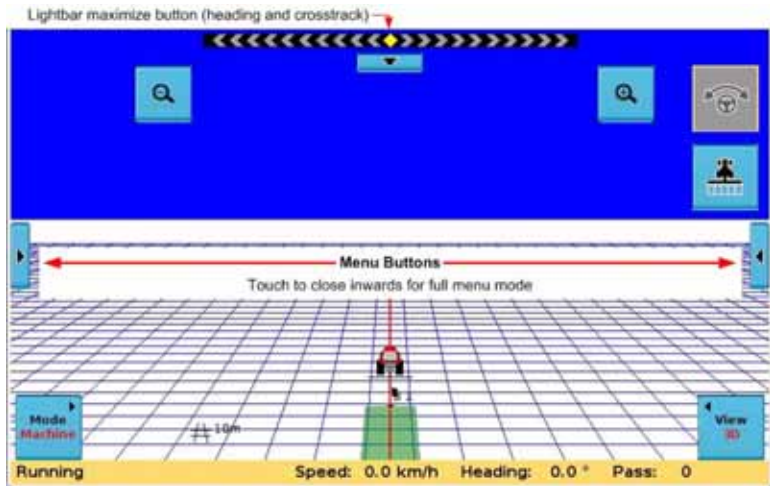 Lightbar maximize button (heading and crosstrack)
Menu Buttons
Touch to close inwards for full menu mode
Mode
Machine
10m
View
3D
Running Speed: 0.0 km/h Heading: 0.0 ° Pass: 0